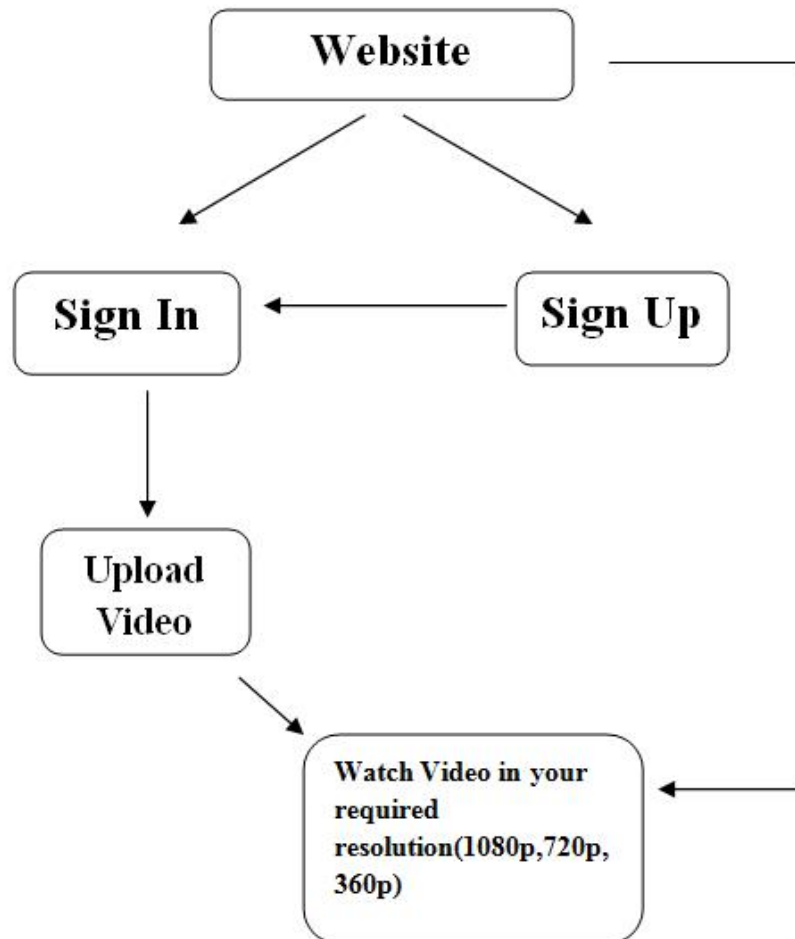 Website
Sign In
Sign Up
Upload
Video
Watch Video in your
required
resolution(1080p,720p,
360p)